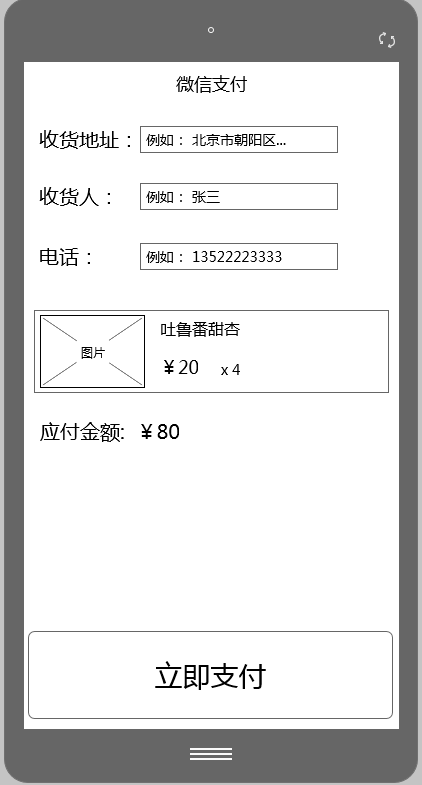 微信支付
收货地址： 例如： 北京市朝阳区...
收货人： 例如： 张三
电话： 例如： 13522223333
图片
吐鲁番甜杏
￥20 x 4
应付金额: ￥80
立即支付